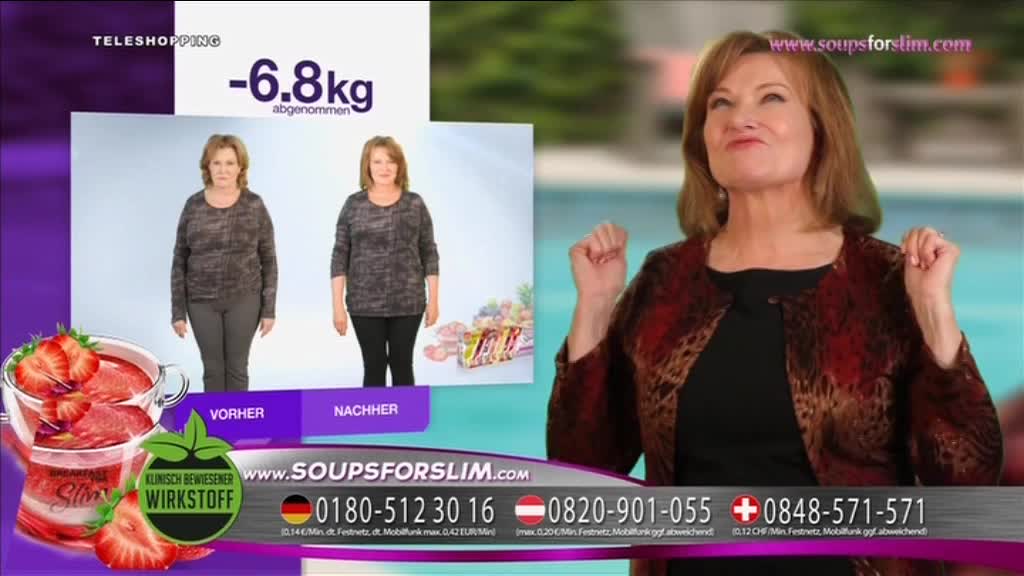 TELESHOPPING
www.soupsforslim.com
-6.8kg
abgenommen
VORHER
NACHHER
BREAKFAST
Slim
KLINISCH BEWIESENER
WIRKSTOFF
www.SOUPSFORSLIM.com
0180-512 30 16
(0,14 €/Min. dt. Festnetz, dt. Mobilfunk max. 0,42 EUR/Min)
0820-901-055
(max. 0,20 €/Min. Festnetz, Mobilfunk ggf. abweichend)
0848-571-571
(0,12 CHF/Min. Festnetz, Mobilfunk ggf. abweichend)